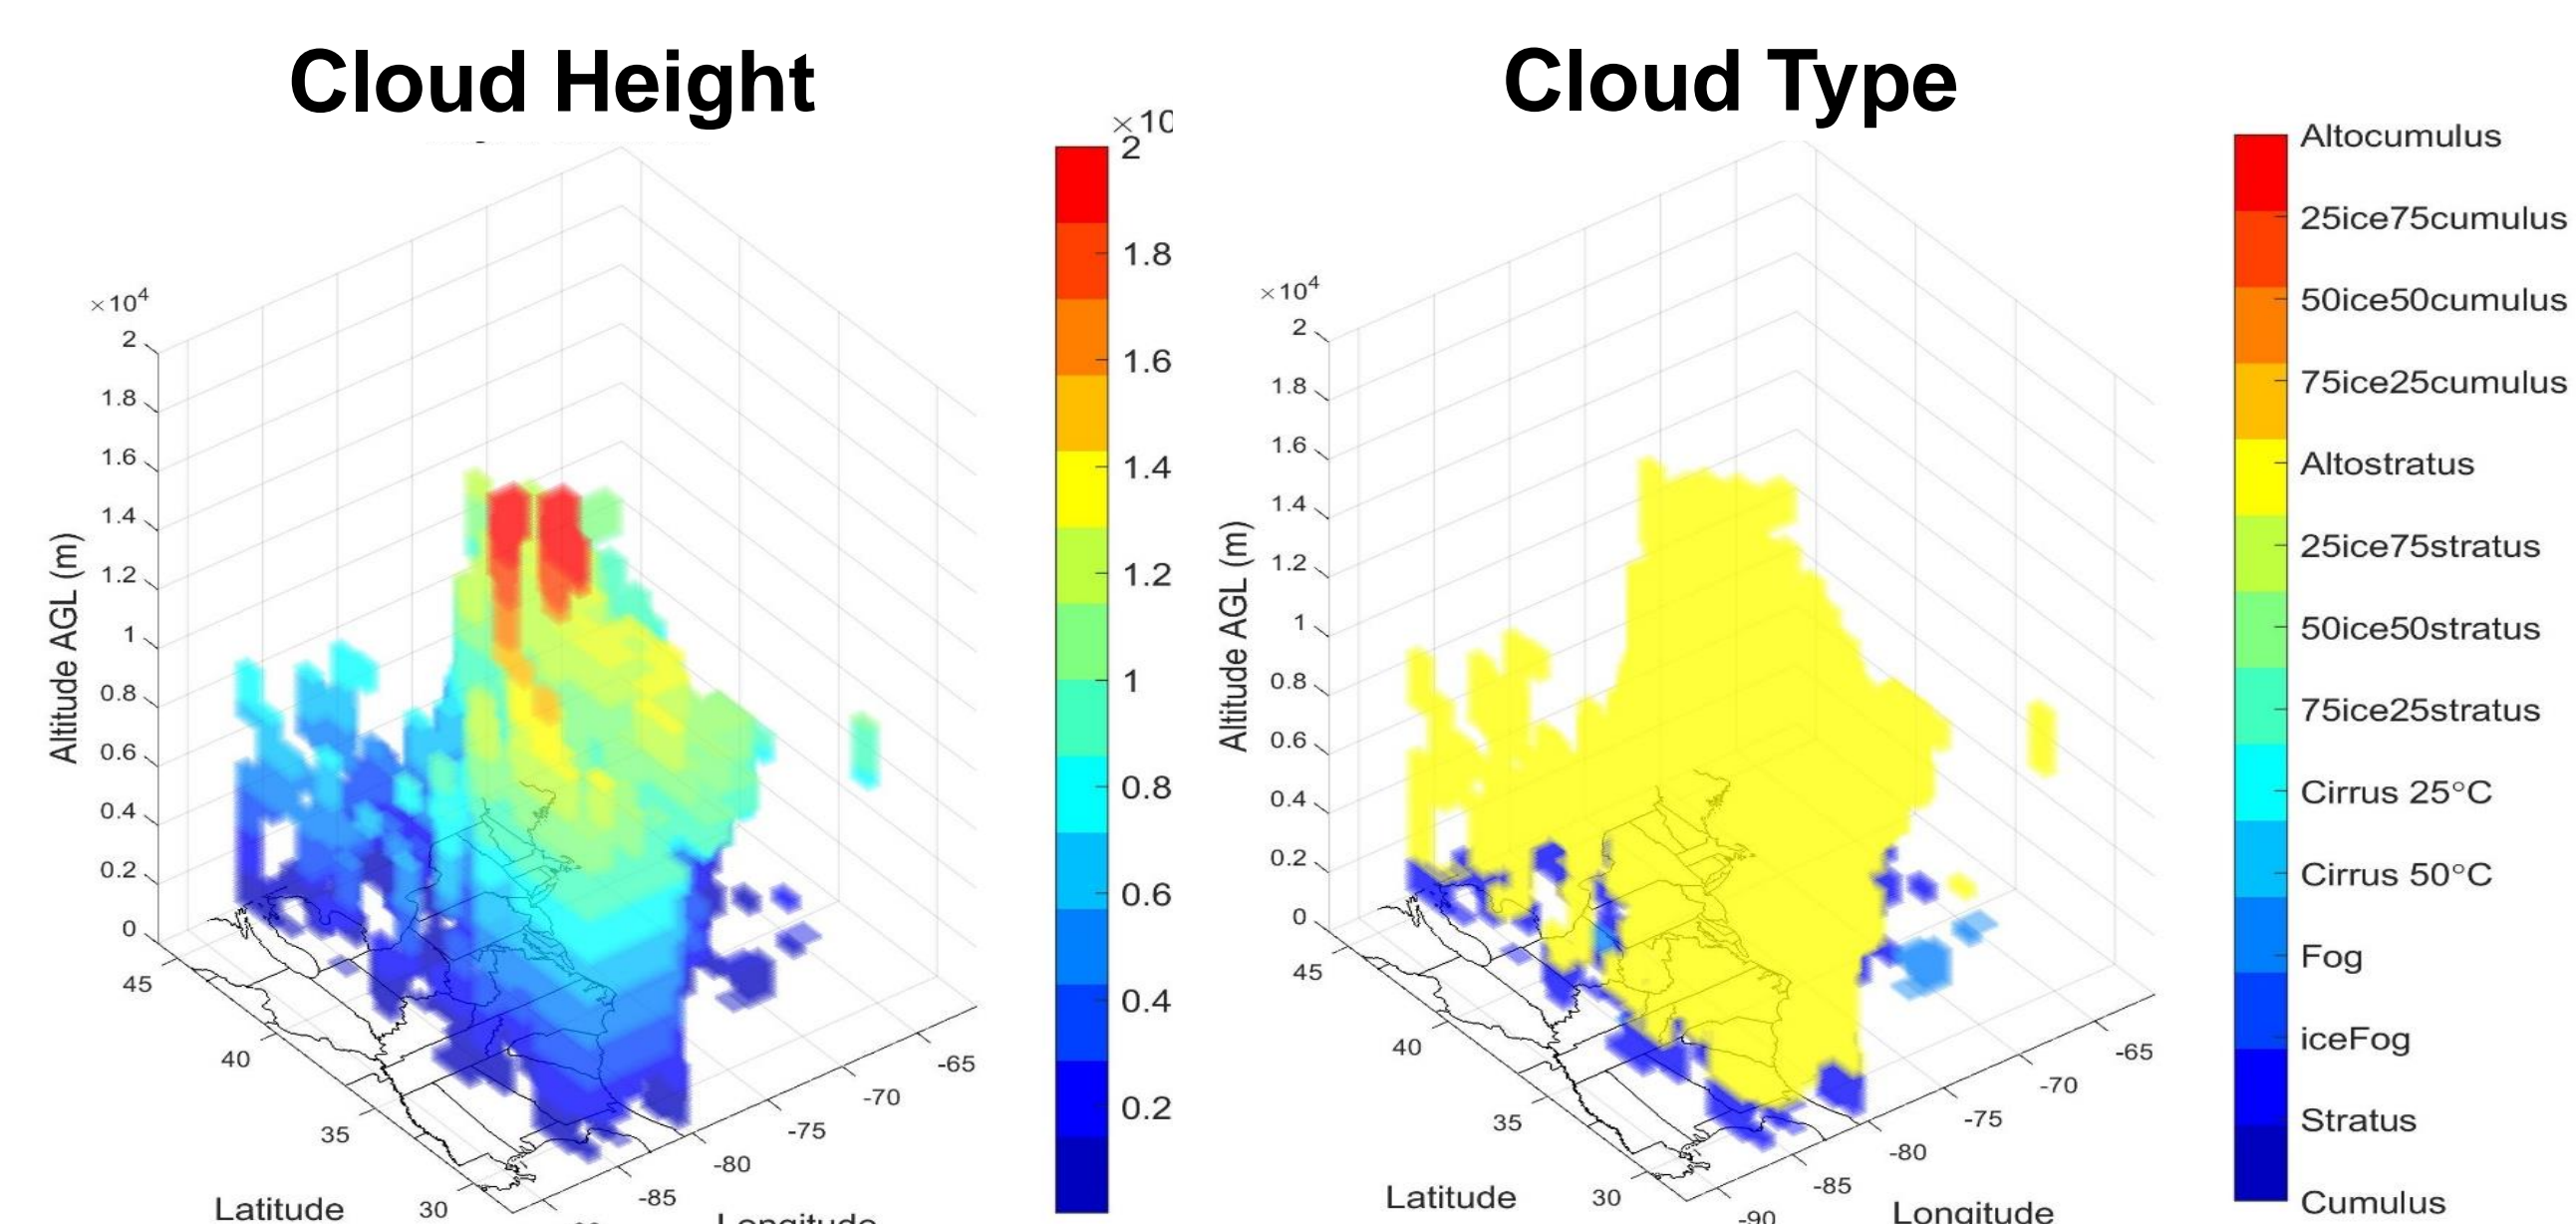 Cloud Height
×10
2
1.8
1.6
1.4
1.2
1
0.8
0.6
0.4
0.2
×10⁴
2
1.8
1.6
1.4
1.2
1
0.8
0.6
0.4
0.2
0
Altitude AGL (m)
45
40
35
30
Latitude
-85
-80
-75
-70
-65
Longitude
Cloud Type
×10⁴
2
1.8
1.6
1.4
1.2
1
0.8
0.6
0.4
0.2
0
Altitude AGL (m)
45
40
35
30
Latitude
-90
-85
-80
-75
-70
-65
Longitude
Altocumulus
25ice75cumulus
50ice50cumulus
75ice25cumulus
Altostratus
25ice75stratus
50ice50stratus
75ice25stratus
Cirrus 25°C
Cirrus 50°C
Fog
iceFog
Stratus
Cumulus